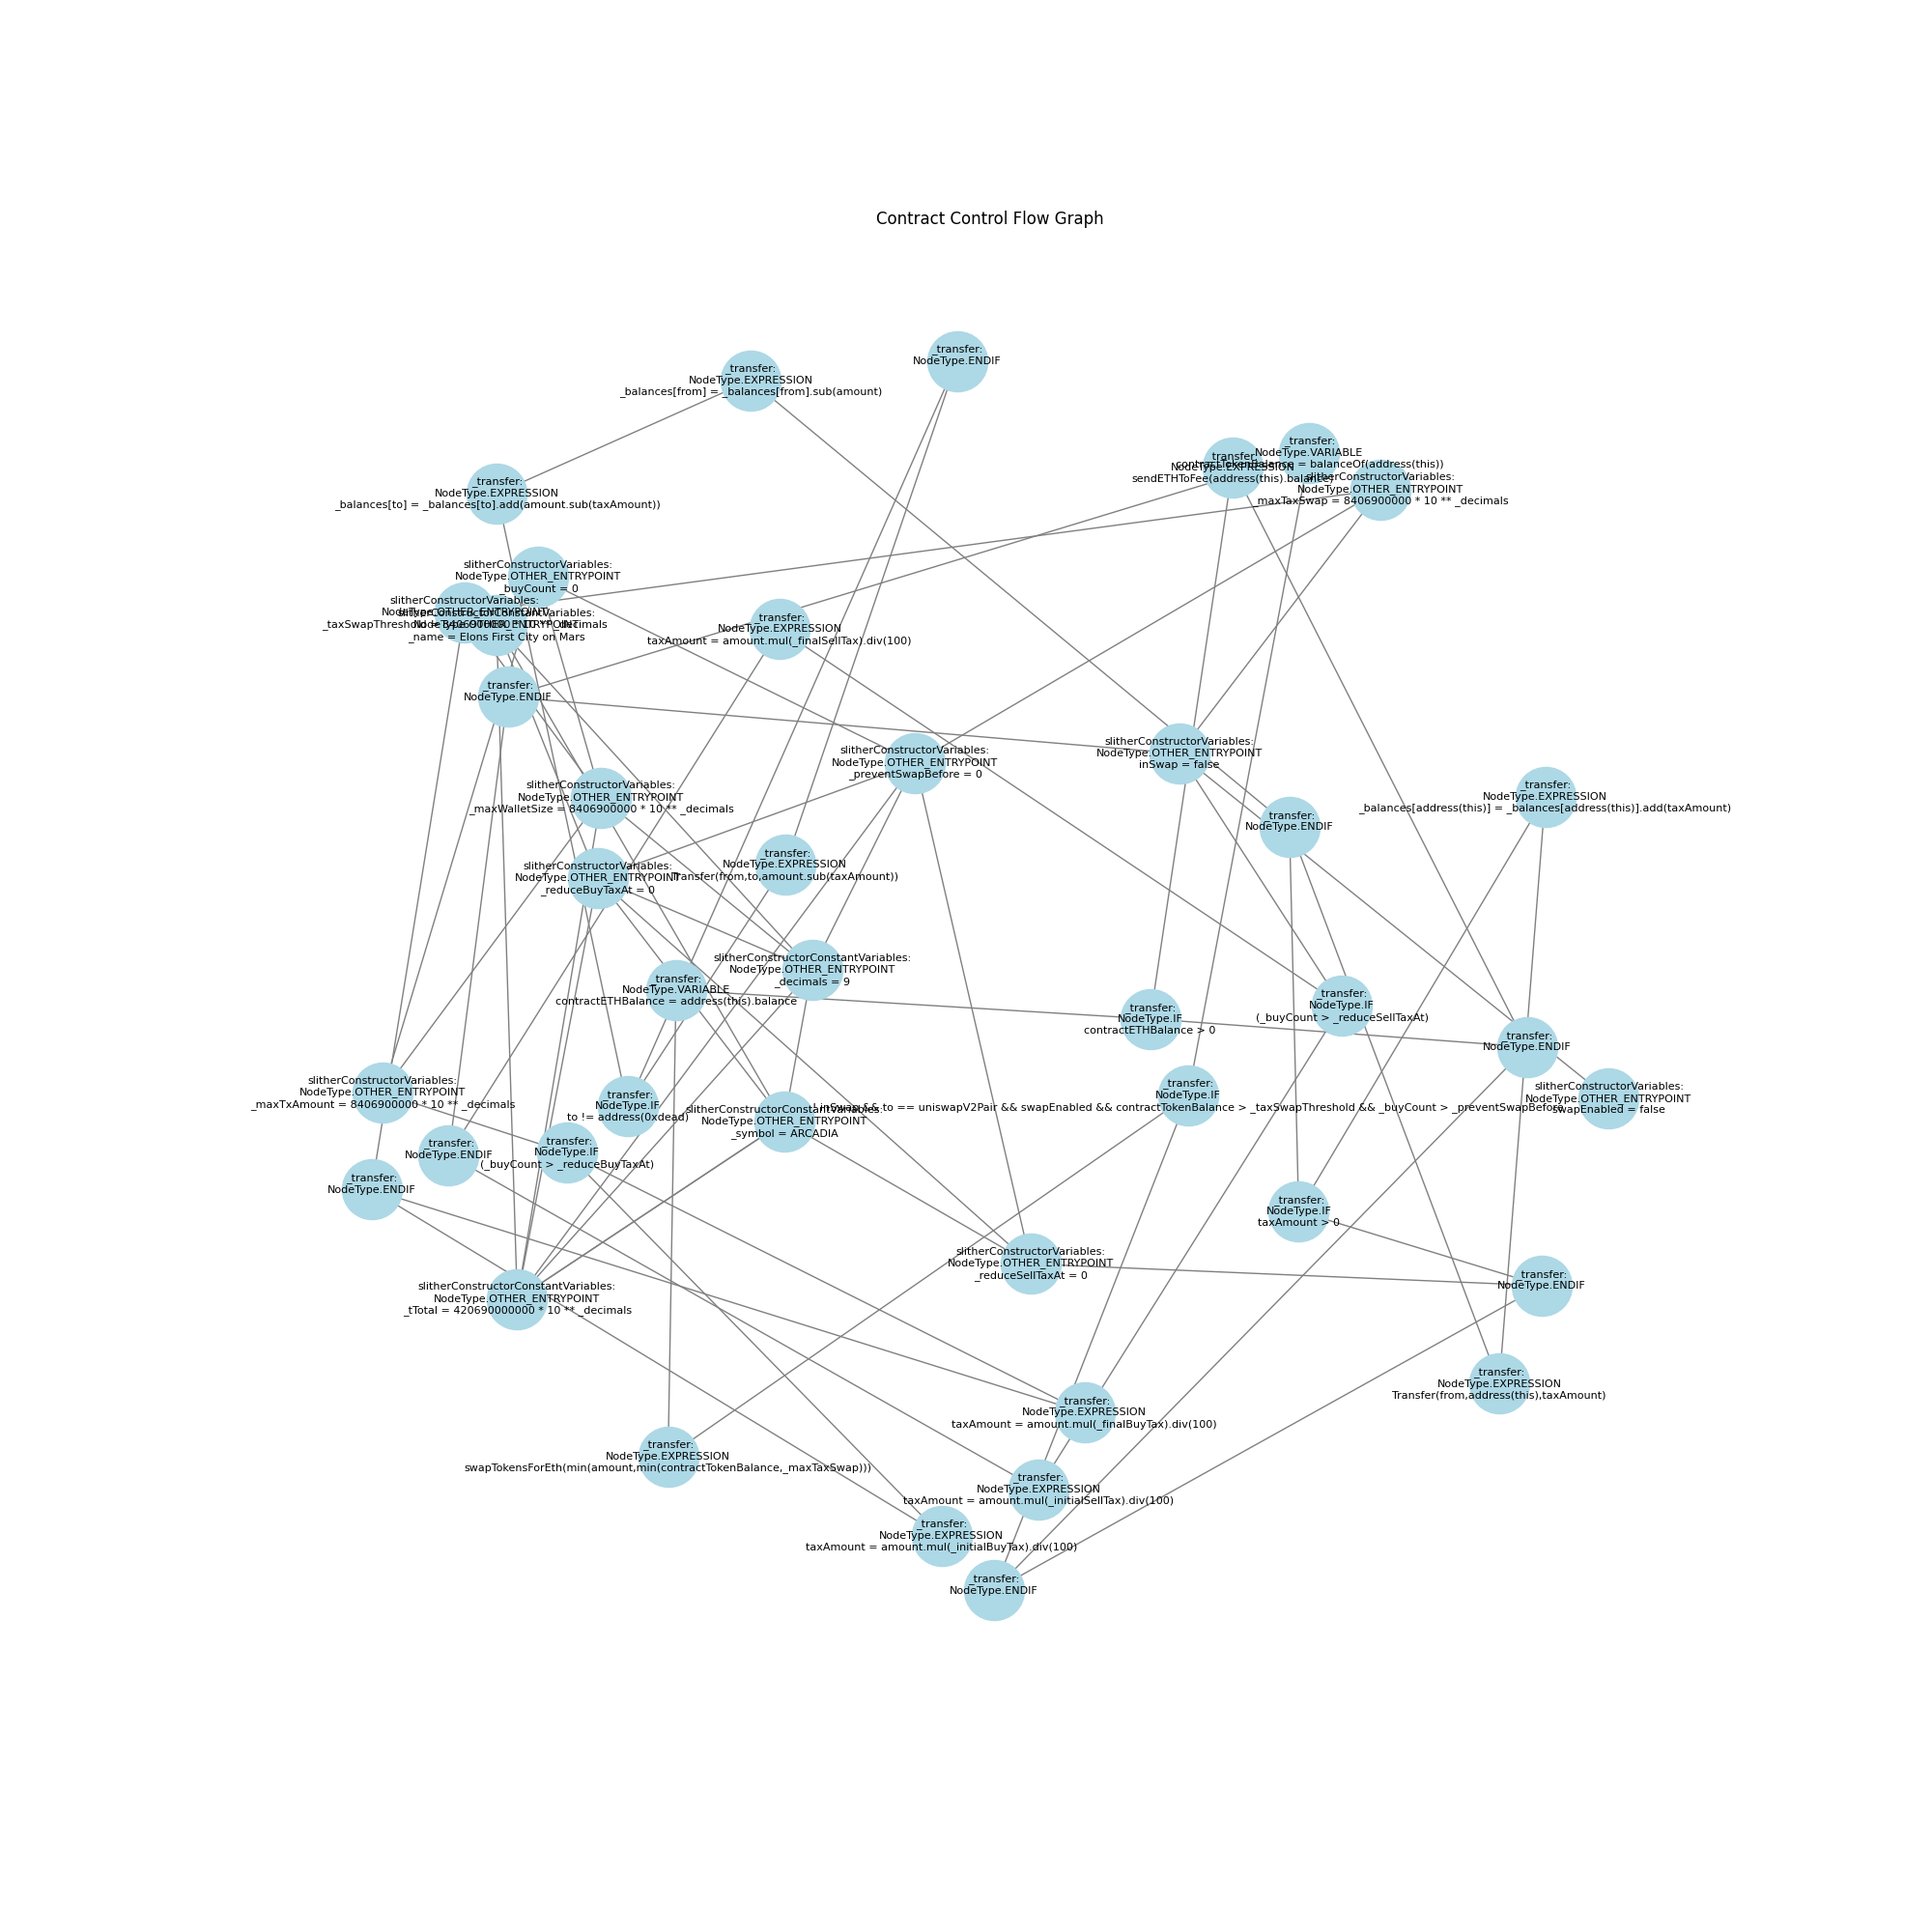 Contract Control Flow Graph
_transfer:
NodeType.ENDIF
_transfer:
NodeType.EXPRESSION
_balances[from] = _balances[from].sub(amount)
_transfer:
NodeType.VARIABLE
contractTokenBalance = balanceOf(address(this))
_transfer:
NodeType.EXPRESSION
sendETHToFee(address(this).balance)
slitherConstructorVariables:
NodeType.OTHER_ENTRYPOINT
_maxTaxSwap = 8406900000 * 10 ** _decimals
_transfer:
NodeType.EXPRESSION
_balances[to] = _balances[to].add(amount.sub(taxAmount))
slitherConstructorVariables:
NodeType.OTHER_ENTRYPOINT
_buyCount = 0
slitherConstructorVariables:
NodeType.OTHER_ENTRYPOINT
_taxSwapThreshold = 8406900000 * 10 ** _decimals
slitherConstructorConstantVariables:
NodeType.OTHER_ENTRYPOINT
_name = Elons First City on Mars
_transfer:
NodeType.EXPRESSION
taxAmount = amount.mul(_finalSellTax).div(100)
_transfer:
NodeType.ENDIF
slitherConstructorVariables:
NodeType.OTHER_ENTRYPOINT
inSwap = false
slitherConstructorVariables:
NodeType.OTHER_ENTRYPOINT
_preventSwapBefore = 0
slitherConstructorVariables:
NodeType.OTHER_ENTRYPOINT
_maxWalletSize = 8406900000 * 10 ** _decimals
_transfer:
NodeType.EXPRESSION
_balances[address(this)] = _balances[address(this)].add(taxAmount)
_transfer:
NodeType.ENDIF
_transfer:
NodeType.EXPRESSION
Transfer(from,to,amount.sub(taxAmount))
slitherConstructorVariables:
NodeType.OTHER_ENTRYPOINT
_reduceBuyTaxAt = 0
slitherConstructorConstantVariables:
NodeType.OTHER_ENTRYPOINT
_decimals = 9
_transfer:
NodeType.VARIABLE
contractETHBalance = address(this).balance
_transfer:
NodeType.IF
(_buyCount > _reduceSellTaxAt)
_transfer:
NodeType.IF
contractETHBalance > 0
_transfer:
NodeType.ENDIF
_transfer:
NodeType.IF
! inSwap && to == uniswapV2Pair && swapEnabled && contractTokenBalance > _taxSwapThreshold && _buyCount > _preventSwapBefore
slitherConstructorVariables:
NodeType.OTHER_ENTRYPOINT
swapEnabled = false
slitherConstructorVariables:
NodeType.OTHER_ENTRYPOINT
_maxTxAmount = 8406900000 * 10 ** _decimals
_transfer:
NodeType.IF
to != address(0xdead)
slitherConstructorConstantVariables:
NodeType.OTHER_ENTRYPOINT
_symbol = ARCADIA
_transfer:
NodeType.ENDIF
_transfer:
NodeType.IF
(_buyCount > _reduceBuyTaxAt)
_transfer:
NodeType.ENDIF
_transfer:
NodeType.IF
taxAmount > 0
slitherConstructorVariables:
NodeType.OTHER_ENTRYPOINT
_reduceSellTaxAt = 0
_transfer:
NodeType.ENDIF
slitherConstructorConstantVariables:
NodeType.OTHER_ENTRYPOINT
_tTotal = 420690000000 * 10 ** _decimals
_transfer:
NodeType.EXPRESSION
Transfer(from,address(this),taxAmount)
_transfer:
NodeType.EXPRESSION
taxAmount = amount.mul(_finalBuyTax).div(100)
_transfer:
NodeType.EXPRESSION
swapTokensForEth(min(amount,min(contractTokenBalance,_maxTaxSwap)))
_transfer:
NodeType.EXPRESSION
taxAmount = amount.mul(_initialSellTax).div(100)
_transfer:
NodeType.EXPRESSION
taxAmount = amount.mul(_initialBuyTax).div(100)
_transfer:
NodeType.ENDIF